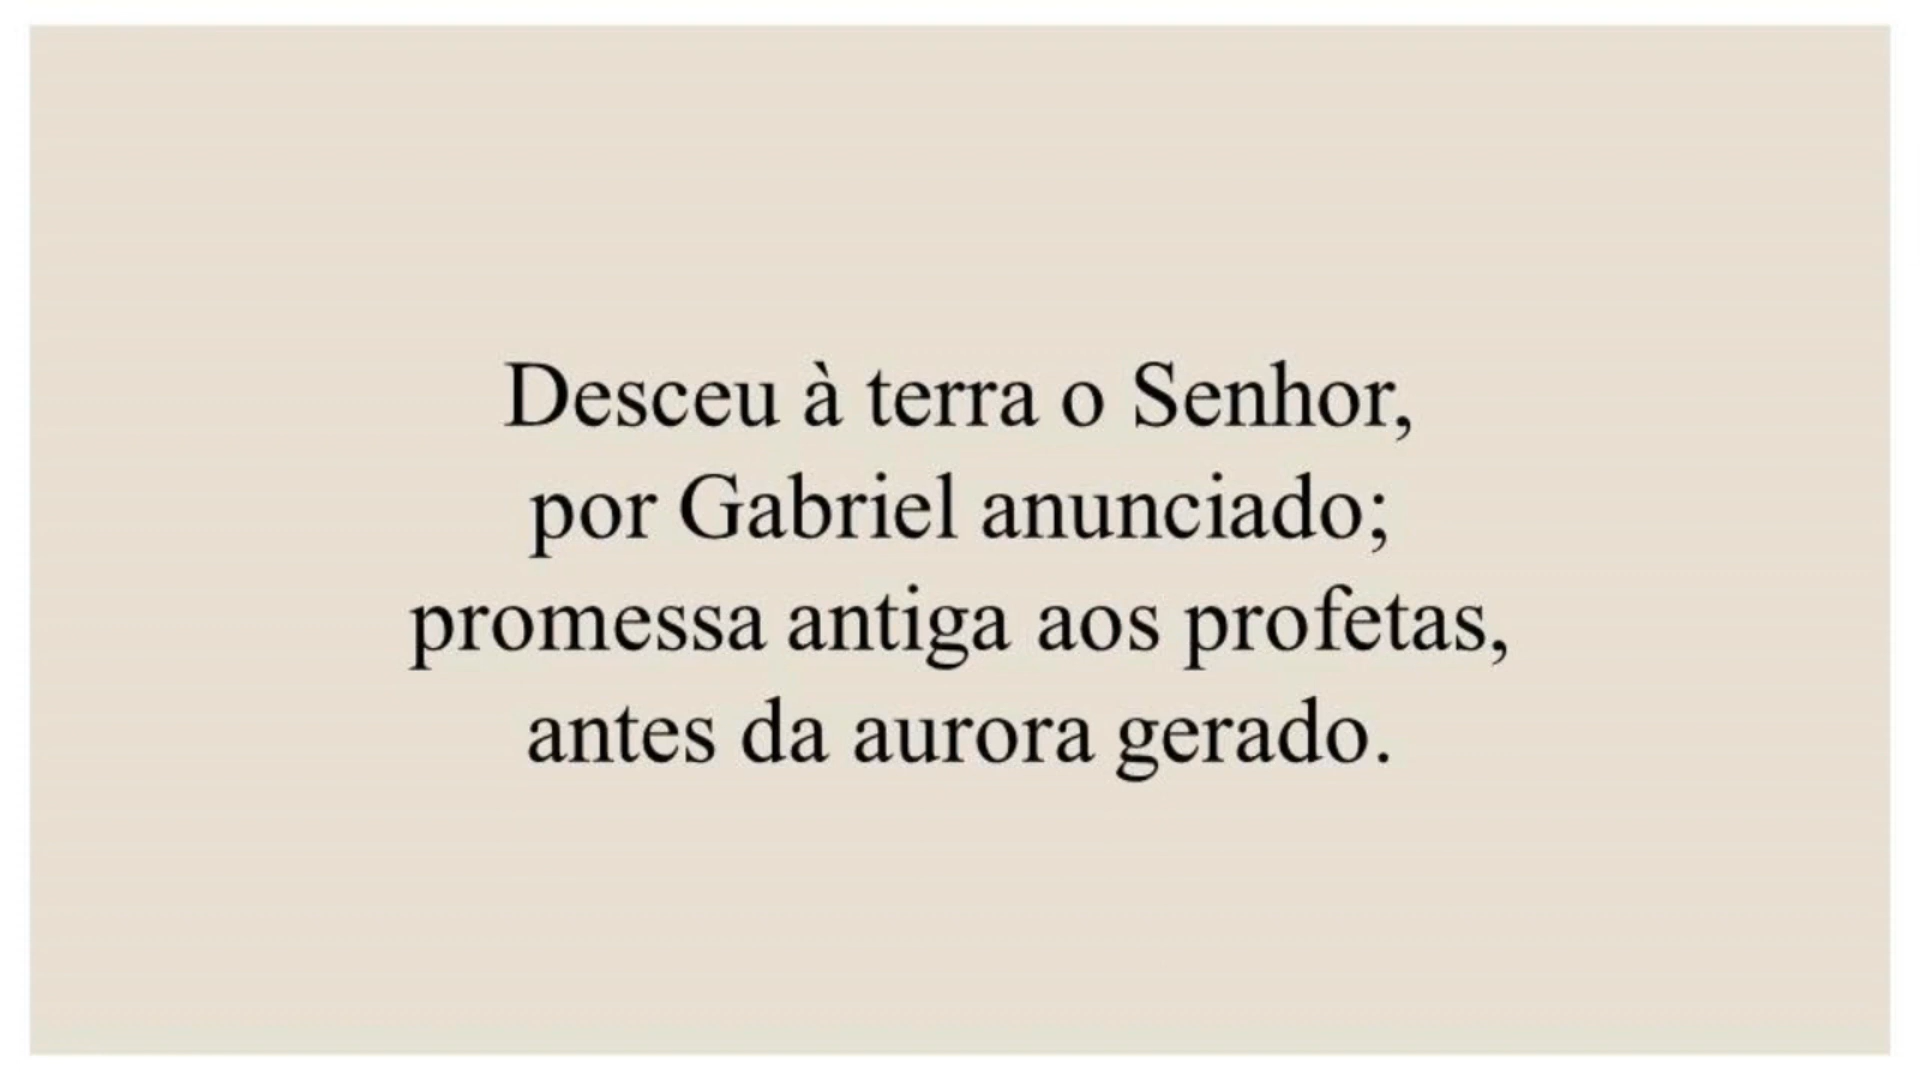 Desceu à terra o Senhor,
por Gabriel anunciado;
promessa antiga aos profetas,
antes da aurora gerado.